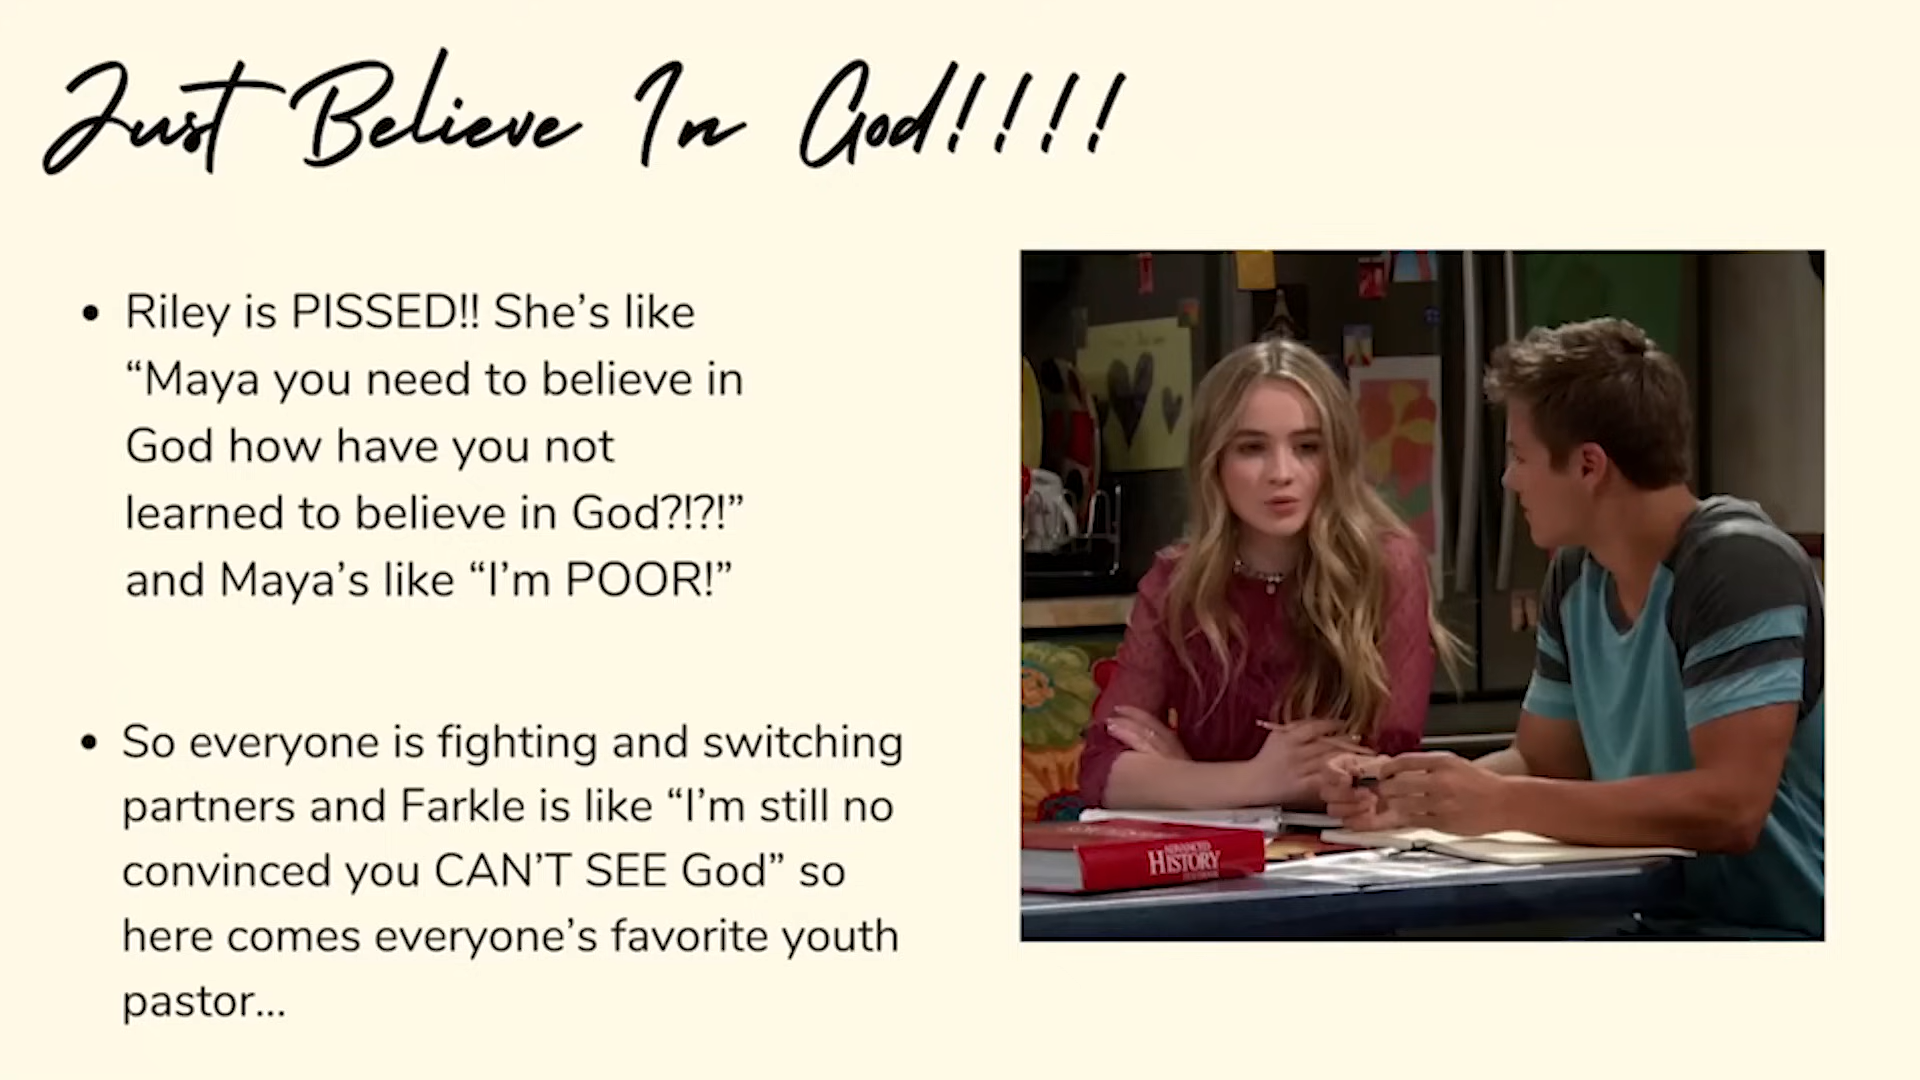 Just Believe In God!!!!
• Riley is PISSED!! She's like
“Maya you need to believe in
God how have you not
learned to believe in God?!?!”
and Maya's like “I'm POOR!”
• So everyone is fighting and switching
partners and Farkle is like “I'm still no
convinced you CAN'T SEE God” so
here comes everyone's favorite youth
pastor...
ADVANCED
HISTORY